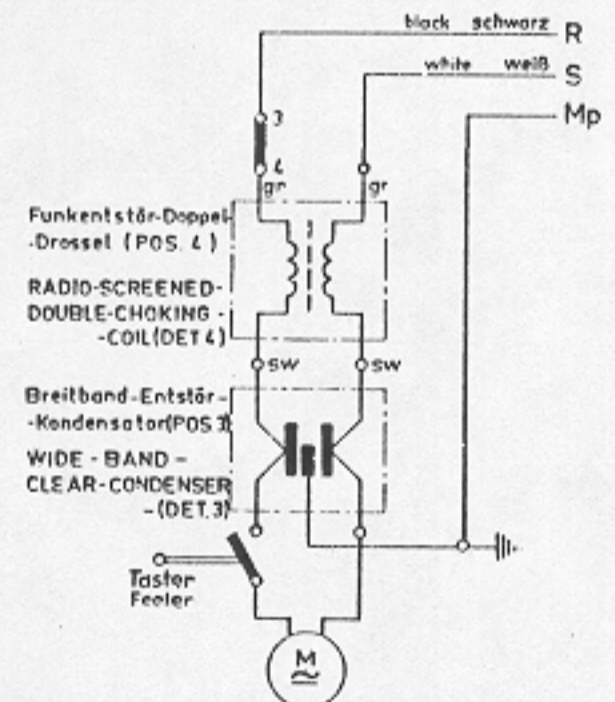 black schwarz R
white weiß S
Mp
3
4
gr gr
Funkentstör-Doppel-
-Drossel (POS. 4)
RADIO-SCREENED-
DOUBLE-CHOKING-
-COIL(DET.4)
sw sw
Breitband-Entstör-
-Kondensator(POS.3)
WIDE-BAND-
CLEAR-CONDENSER
-(DET.3)
Taster
Feeler
M